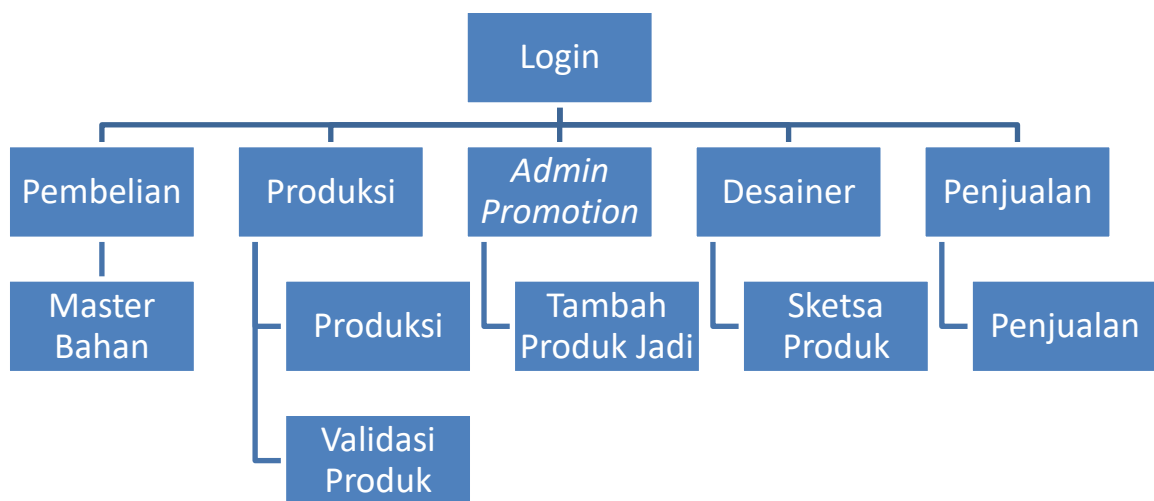 Login
Pembelian
Produksi
Admin
Promotion
Desainer
Penjualan
Master
Bahan
Produksi
Tambah
Produk Jadi
Sketsa
Produk
Penjualan
Validasi
Produk